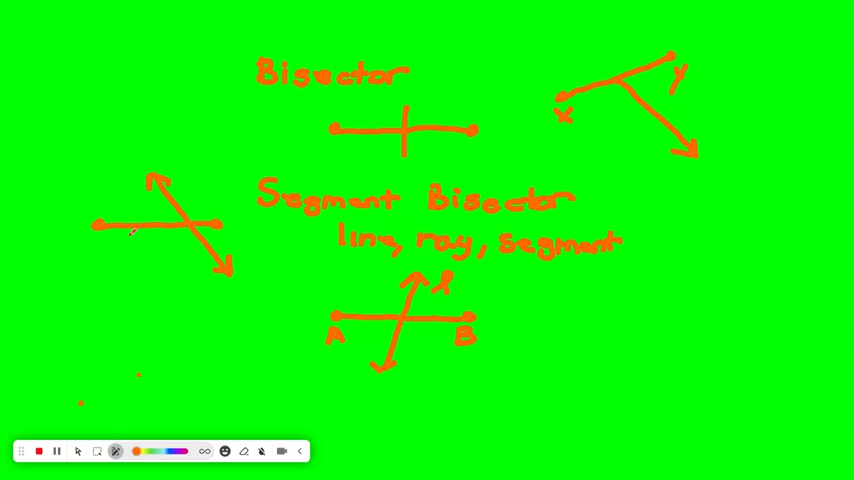 Bisector
x
y
Segment Bisector
line, ray, segment
l
A
B